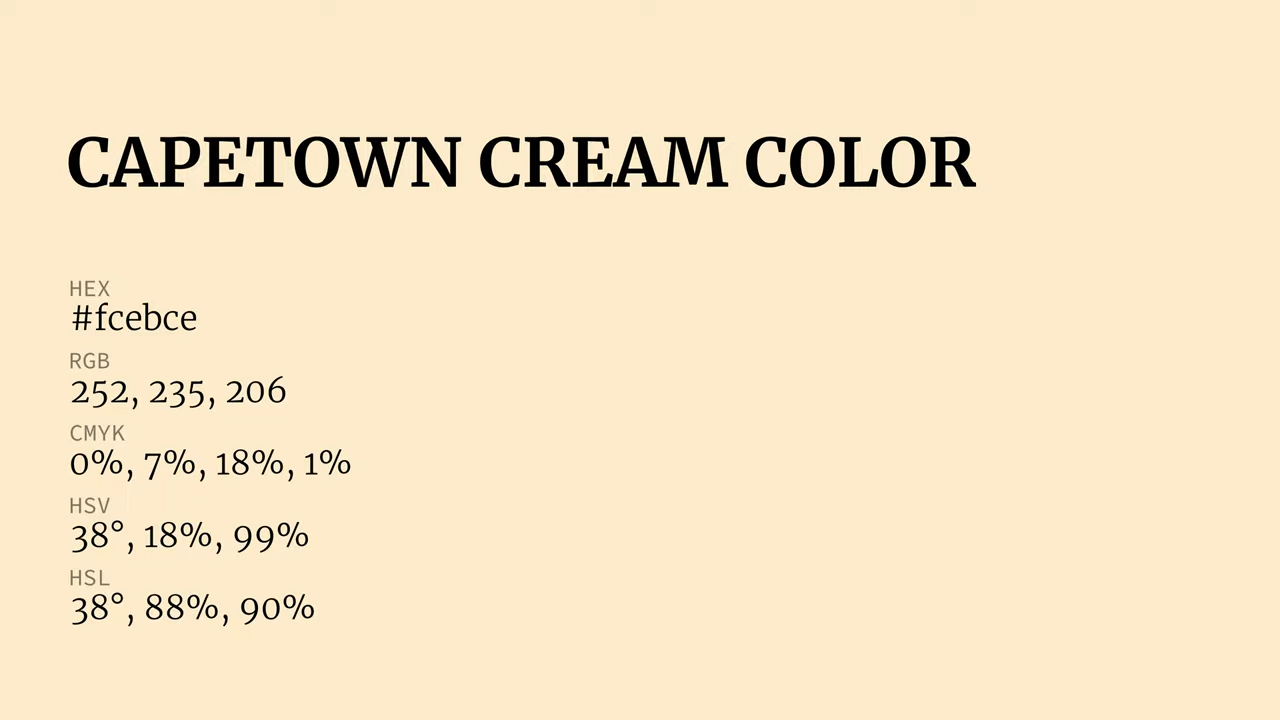 CAPETOWN CREAM COLOR
HEX
#fcebce
RGB
252, 235, 206
CMYK
0%, 7%, 18%, 1%
HSV
38°, 18%, 99%
HSL
38°, 88%, 90%